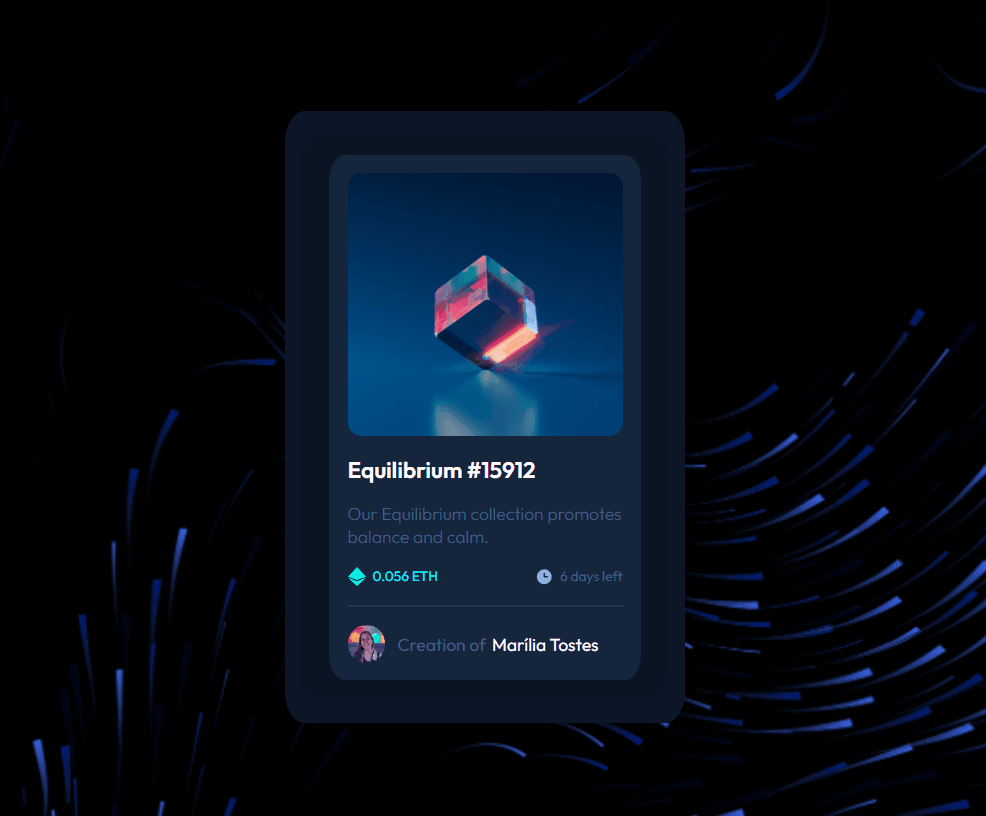 Equilibrium #15912
Our Equilibrium collection promotes
balance and calm.
0.056 ETH 6 days left
Creation of Marília Tostes